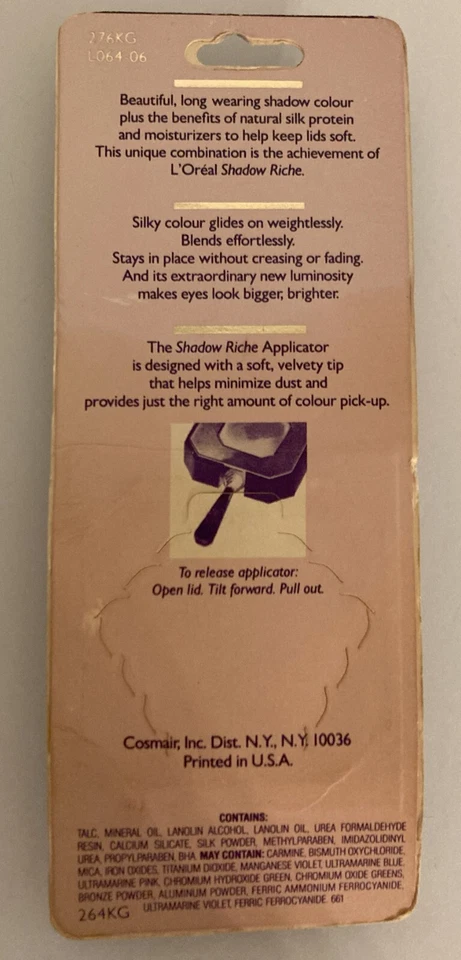 276KG
L064 06
Beautiful, long wearing shadow colour
plus the benefits of natural silk protein
and moisturizers to help keep lids soft.
This unique combination is the achievement of
L'Oréal Shadow Riche.
Silky colour glides on weightlessly.
Blends effortlessly.
Stays in place without creasing or fading.
And its extraordinary new luminosity
makes eyes look bigger, brighter.
The Shadow Riche Applicator
is designed with a soft, velvety tip
that helps minimize dust and
provides just the right amount of colour pick-up.
To release applicator:
Open lid. Tilt forward. Pull out.
Cosmair, Inc. Dist. N.Y., N.Y. 10036
Printed in U.S.A.
CONTAINS:
TALC, MINERAL OIL, LANOLIN ALCOHOL, LANOLIN OIL, UREA FORMALDEHYDE
RESIN, CALCIUM SILICATE, SILK POWDER, METHYLPARABEN, IMIDAZOLIDINYL
UREA, PROPYLPARABEN, BHA. MAY CONTAIN: CARMINE, BISMUTH OXYCHLORIDE,
MICA, IRON OXIDES, TITANIUM DIOXIDE, MANGANESE VIOLET, ULTRAMARINE BLUE,
ULTRAMARINE PINK, CHROMIUM HYDROXIDE GREEN, CHROMIUM OXIDE GREENS,
BRONZE POWDER, ALUMINUM POWDER, FERRIC AMMONIUM FERROCYANIDE,
ULTRAMARINE VIOLET, FERRIC FERROCYANIDE. 661
264KG